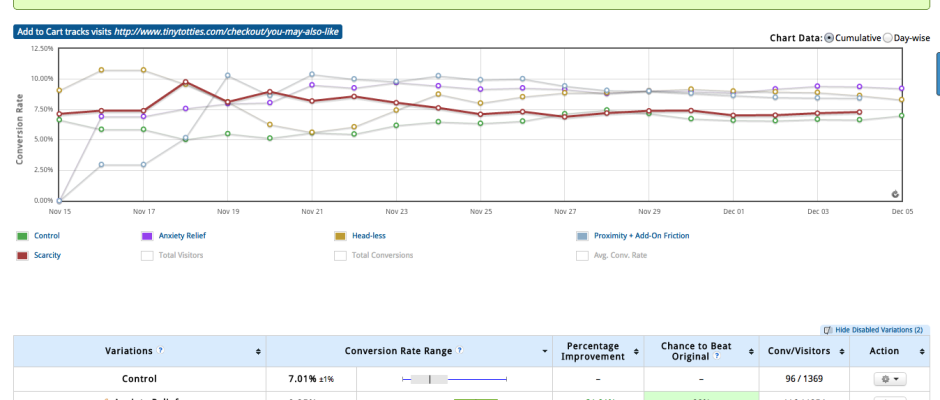 Add to Cart tracks visits http://www.tinytotties.com/checkout/you-may-also-like
Chart Data: Cumulative Day-wise
12.50%
10.00%
7.50%
5.00%
2.50%
0.00%
Conversion Rate
Nov 15 Nov 17 Nov 19 Nov 21 Nov 23 Nov 25 Nov 27 Nov 29 Dec 01 Dec 03 Dec 05
Control Anxiety Relief Head-less Proximity + Add-On Friction
Scarcity Total Visitors Total Conversions Avg. Conv. Rate
Hide Disabled Variations (2)
Variations ? Conversion Rate Range ? Percentage Improvement Chance to Beat Original ? Conv/Visitors Action
Control 7.01% ±1% – – 96 / 1369